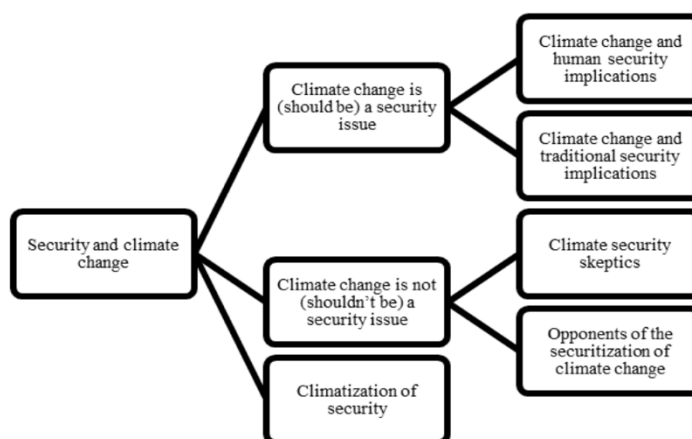 Climate change and
human security
implications
Climate change is
(should be) a security
issue
Climate change and
traditional security
implications
Security and climate
change
Climate security
skeptics
Climate change is not
(shouldn't be) a
security issue
Opponents of the
securitization of
climate change
Climatization of
security